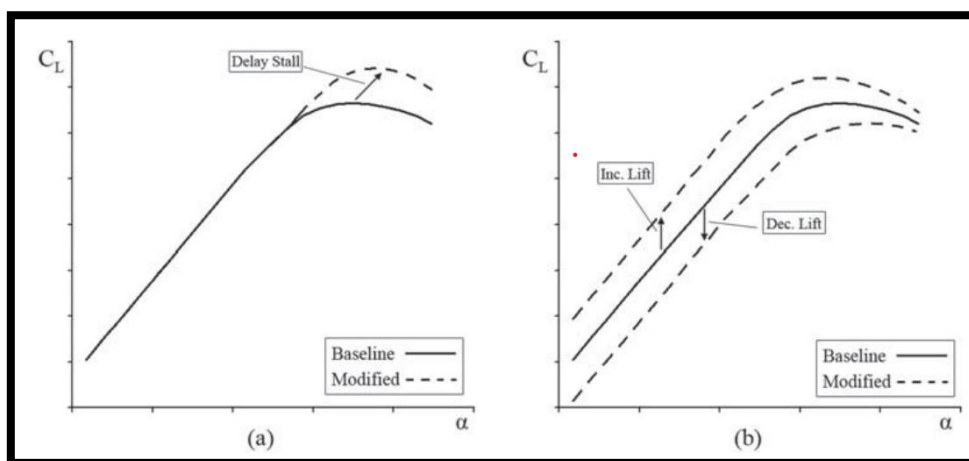 C_L
Delay Stall
Baseline
Modified
α
(a)
C_L
Inc. Lift
Dec. Lift
Baseline
Modified
α
(b)